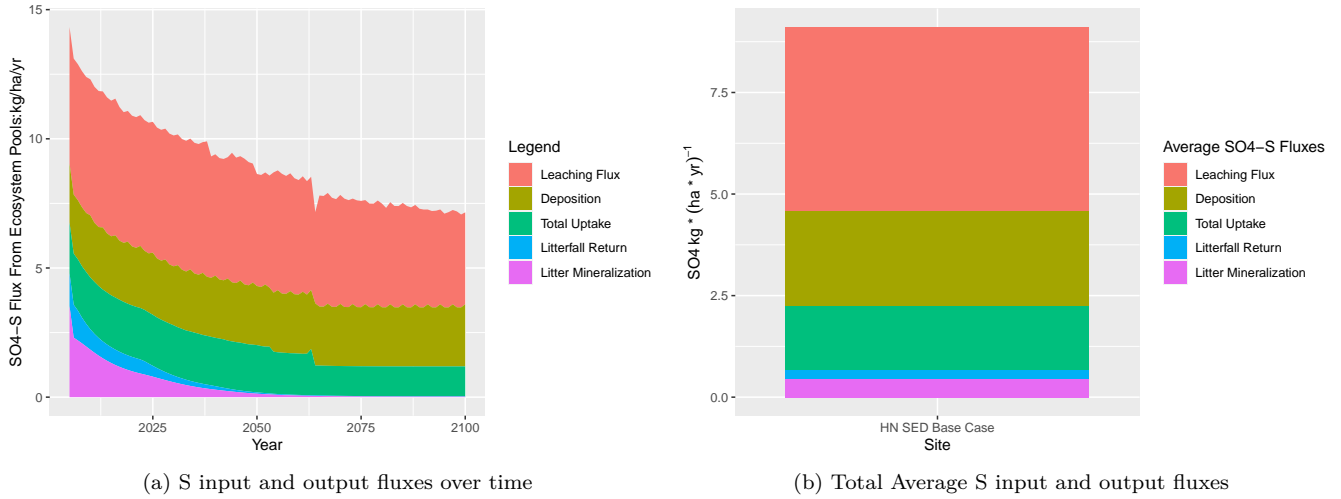 SO4−S Flux From Ecosystem Pools:kg/ha/yr
15
10
5
0
2025
2050
2075
2100
Year
Legend
Leaching Flux
Deposition
Total Uptake
Litterfall Return
Litter Mineralization
(a) S input and output fluxes over time
SO4 kg * (ha * yr)⁻¹
7.5
5.0
2.5
0.0
HN SED Base Case
Site
Average SO4−S Fluxes
Leaching Flux
Deposition
Total Uptake
Litterfall Return
Litter Mineralization
(b) Total Average S input and output fluxes